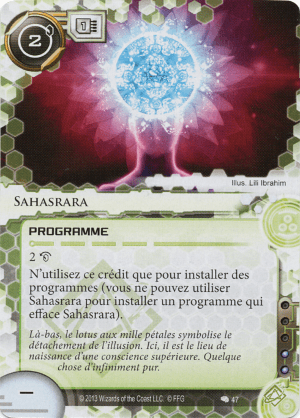 2
1
Illus. Lili Ibrahim
SAHASRARA
PROGRAMME
2
N'utilisez ce crédit que pour installer des
programmes (vous ne pouvez utiliser
Sahasrara pour installer un programme qui
efface Sahasrara).
Là-bas, le lotus aux mille pétales symbolise le
détachement de l'illusion. Ici, il est le lieu de
naissance d'une conscience supérieure. Quelque
chose d'infiniment pur.
–
© 2013 Wizards of the Coast LLC. © FFG 47